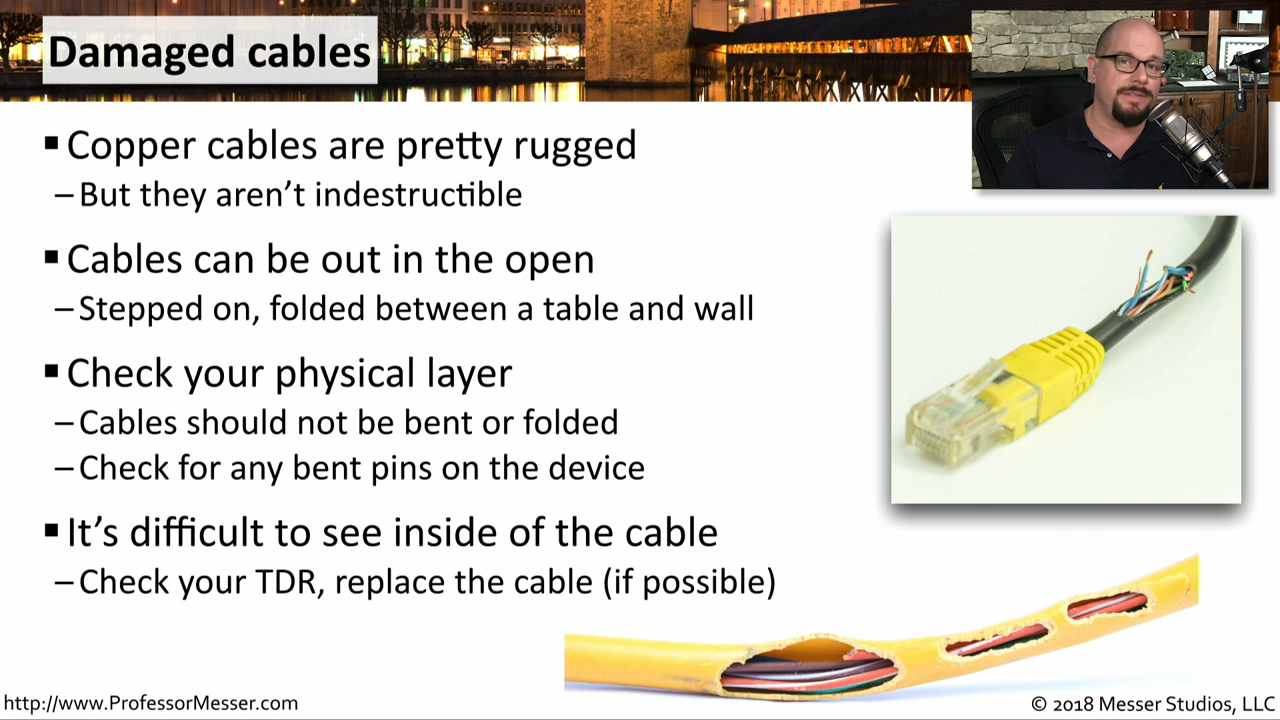 Damaged cables
▪ Copper cables are pretty rugged
– But they aren’t indestructible
▪ Cables can be out in the open
– Stepped on, folded between a table and wall
▪ Check your physical layer
– Cables should not be bent or folded
– Check for any bent pins on the device
▪ It’s difficult to see inside of the cable
– Check your TDR, replace the cable (if possible)
http://www.ProfessorMesser.com
© 2018 Messer Studios, LLC